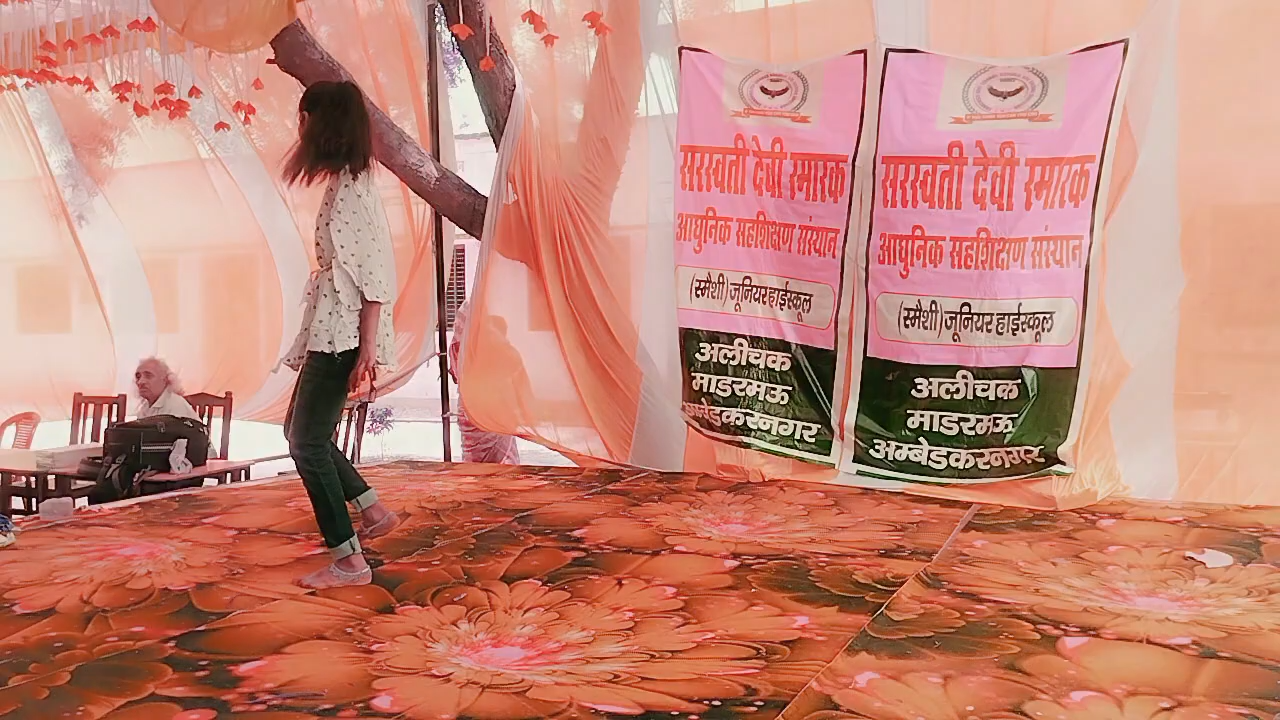 सरस्वती देवी स्मारक
आधुनिक सहशिक्षण संस्थान
(स्मैशी) जूनियर हाईस्कूल
अलीचक
माडरमऊ
अम्बेडकरनगर
सरस्वती देवी स्मारक
आधुनिक सहशिक्षण संस्थान
(स्मैशी) जूनियर हाईस्कूल
अलीचक
माडरमऊ
अम्बेडकरनगर